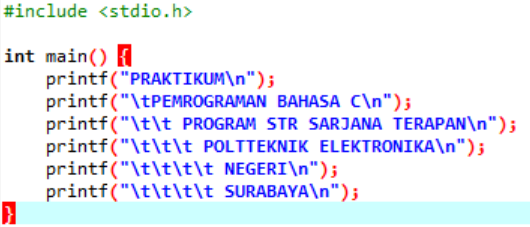 #include <stdio.h>
int main() {
printf("PRAKTIKUM\n");
printf("\tPEMROGRAMAN BAHASA C\n");
printf("\t\t PROGRAM STR SARJANA TERAPAN\n");
printf("\t\t\t POLTTEKNIK ELEKTRONIKA\n");
printf("\t\t\t\t NEGERI\n");
printf("\t\t\t\t SURABAYA\n");
}